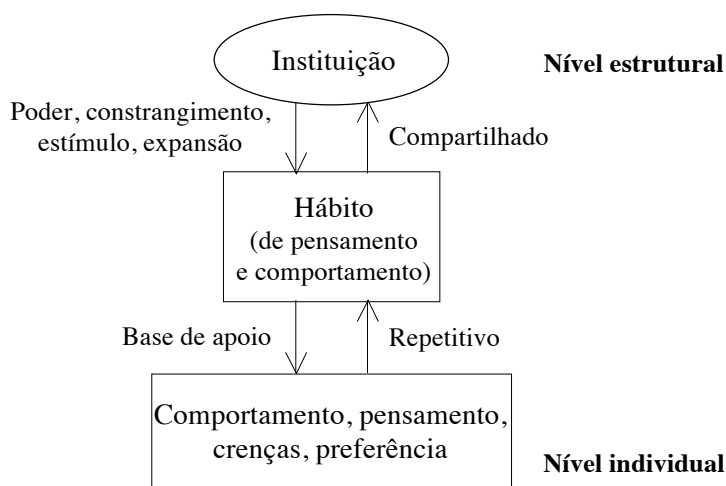 Instituição
Nível estrutural
Poder, constrangimento,
estímulo, expansão
Compartilhado
Hábito
(de pensamento
e comportamento)
Base de apoio
Repetitivo
Comportamento, pensamento,
crenças, preferência
Nível individual